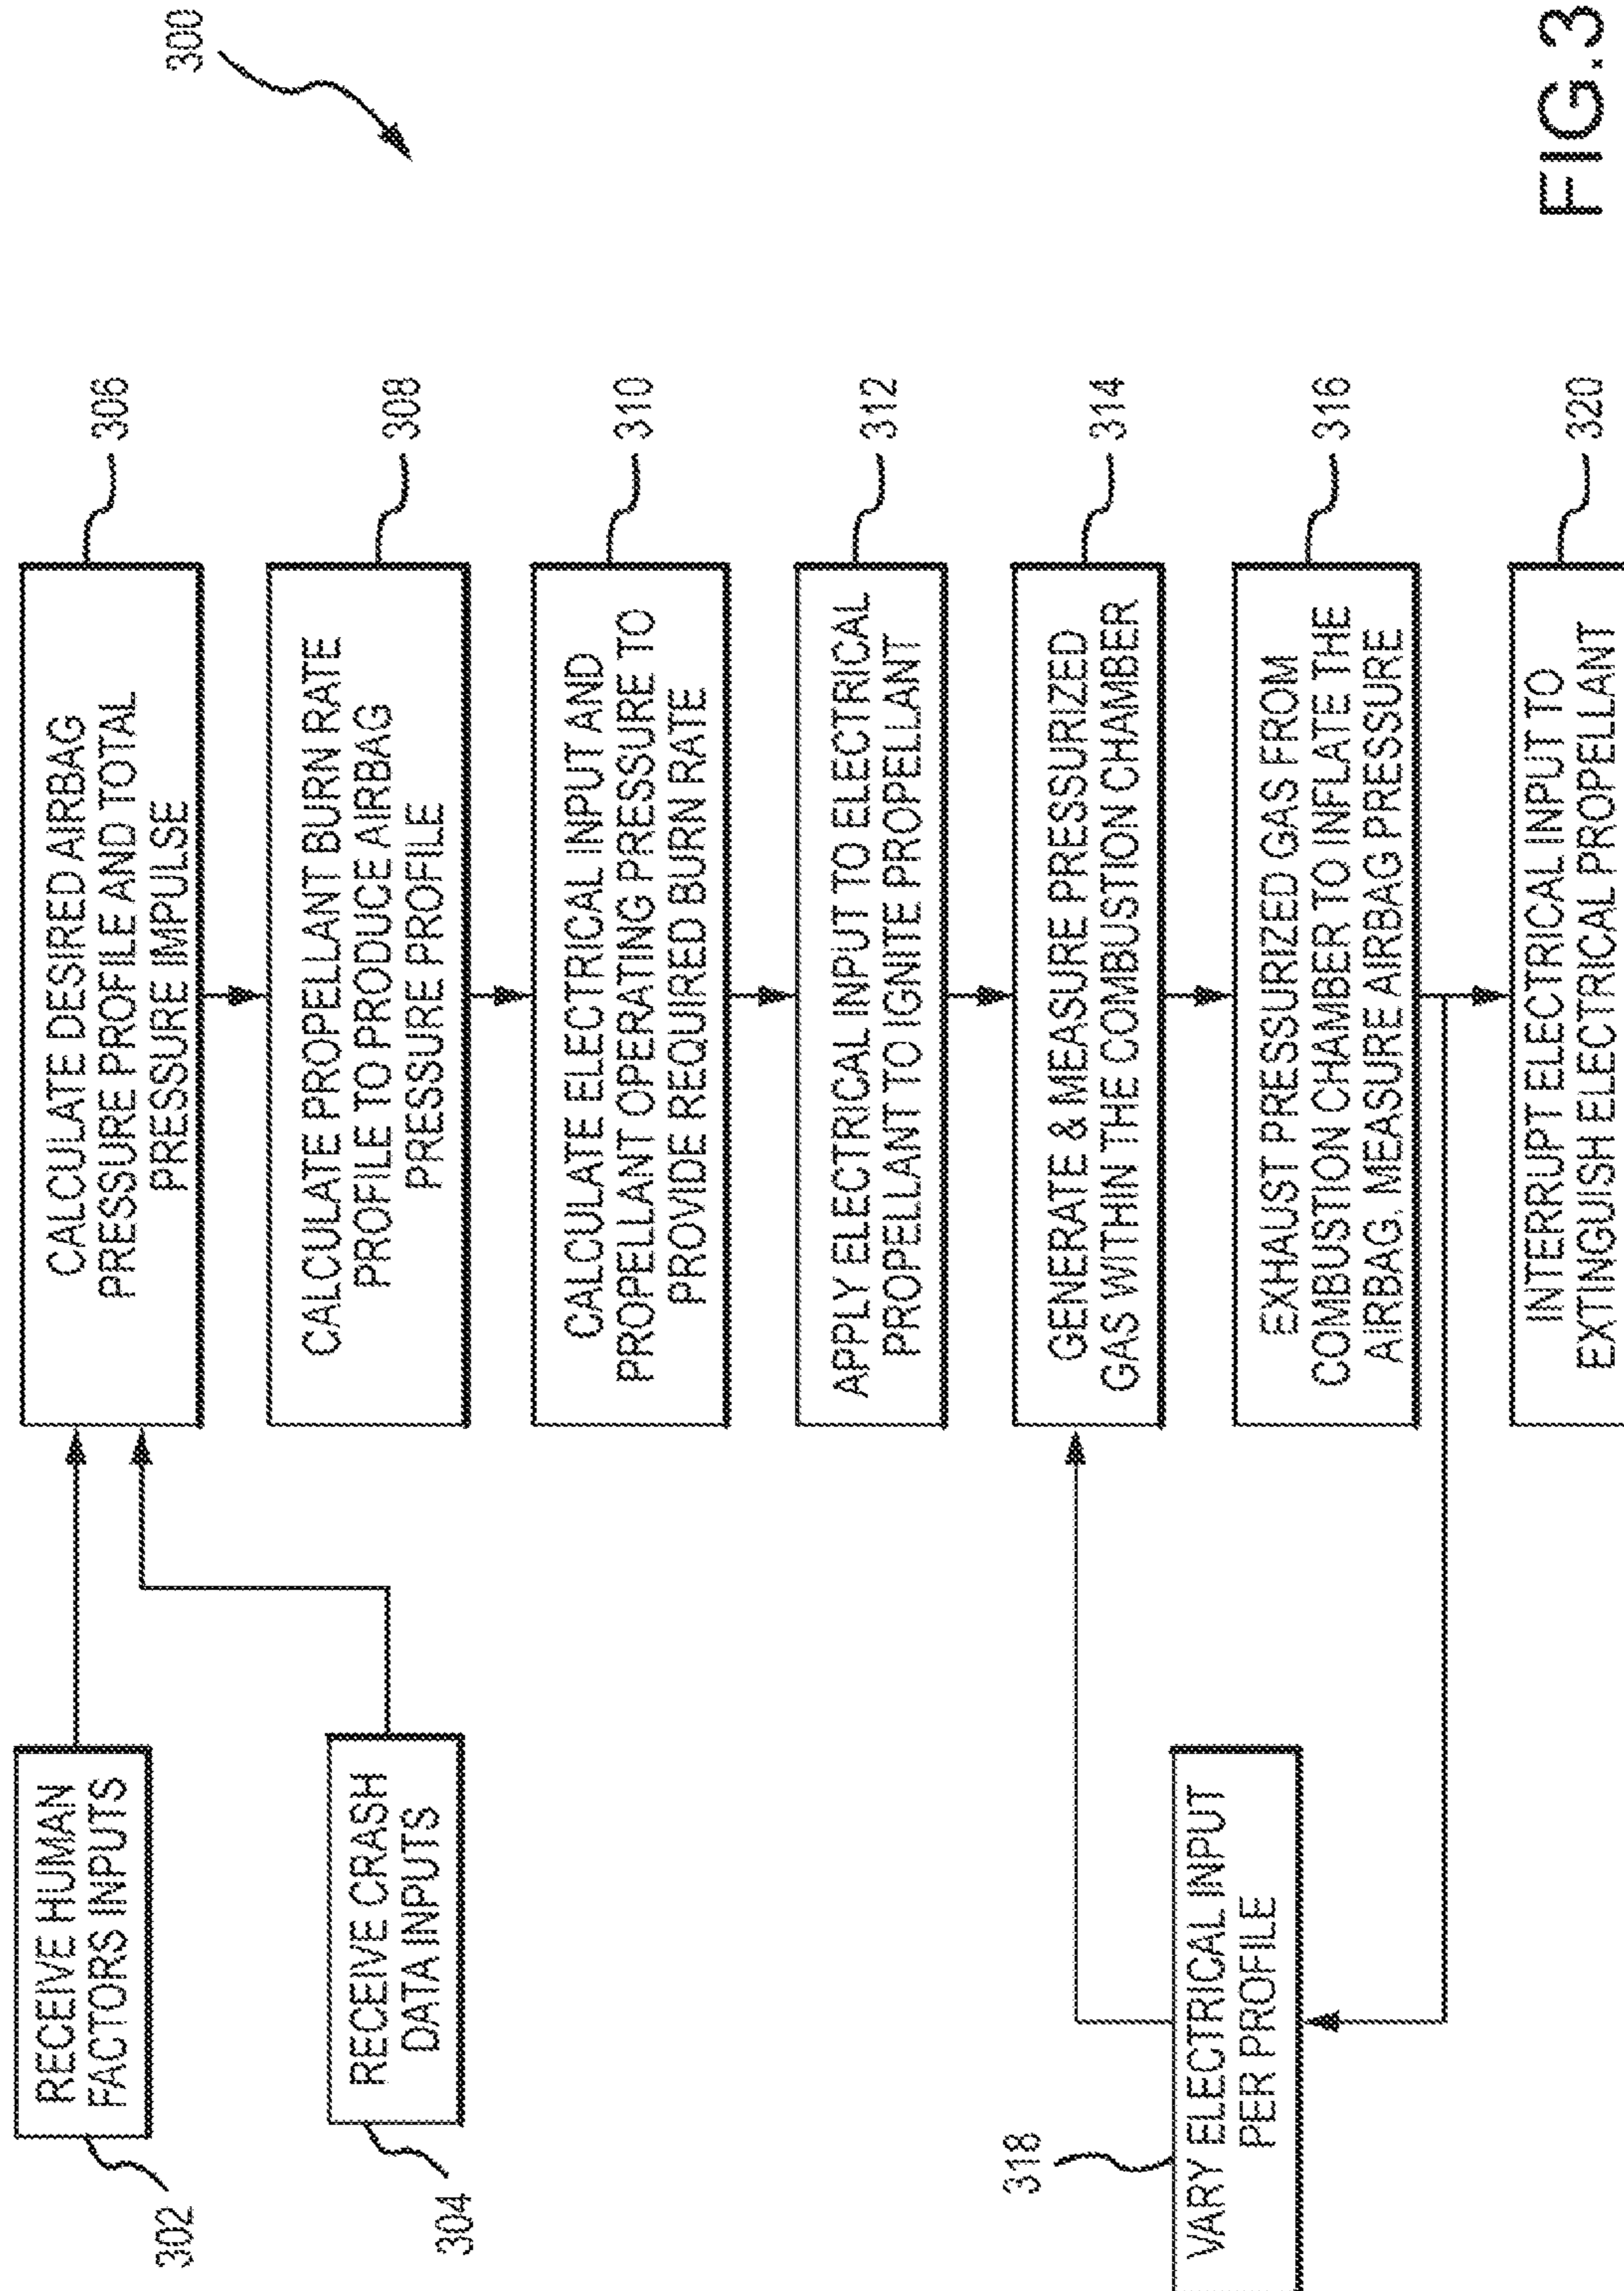 300
RECEIVE HUMAN
FACTORS INPUTS
302
RECEIVE CRASH
DATA INPUTS
304
CALCULATE DESIRED AIRBAG
PRESSURE PROFILE AND TOTAL
PRESSURE IMPULSE
306
CALCULATE PROPELLANT BURN RATE
PROFILE TO PRODUCE AIRBAG
PRESSURE PROFILE
308
CALCULATE ELECTRICAL INPUT AND
PROPELLANT OPERATING PRESSURE TO
PROVIDE REQUIRED BURN RATE
310
APPLY ELECTRICAL INPUT TO ELECTRICAL
PROPELLANT TO IGNITE PROPELLANT
312
GENERATE & MEASURE PRESSURIZED
GAS WITHIN THE COMBUSTION CHAMBER
314
EXHAUST PRESSURIZED GAS FROM
COMBUSTION CHAMBER TO INFLATE THE
AIRBAG, MEASURE AIRBAG PRESSURE
316
318
VARY ELECTRICAL INPUT
PER PROFILE
INTERRUPT ELECTRICAL INPUT TO
EXTINGUISH ELECTRICAL PROPELLANT
320
FIG.3